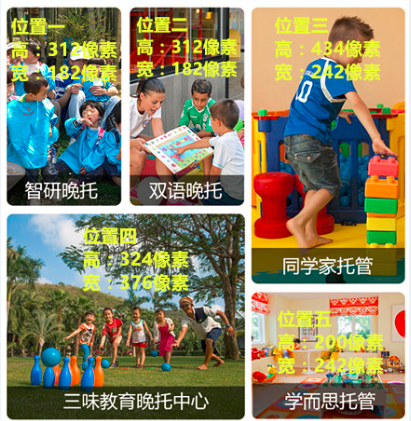 位置一
高：312像素
宽：182像素
智研晚托
位置二
高：312像素
宽：182像素
双语晚托
位置三
高：434像素
宽：242像素
同学家托管
位置四
高：324像素
宽：376像素
三味教育晚托中心
位置五
高：200像素
宽：242像素
学而思托管